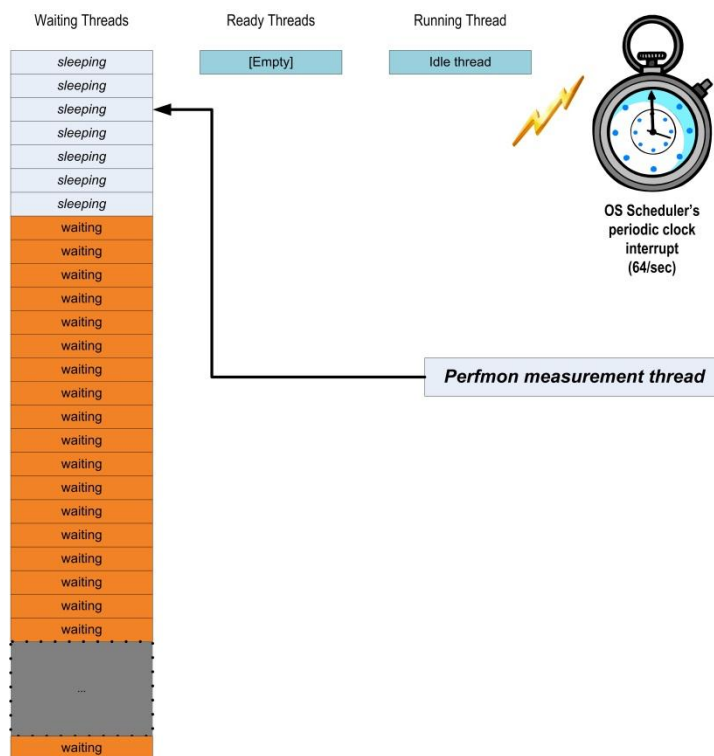 Waiting Threads
Ready Threads
Running Thread
sleeping
[Empty]
Idle thread
sleeping
sleeping
sleeping
sleeping
sleeping
sleeping
OS Scheduler's
periodic clock
interrupt
(64/sec)
waiting
waiting
waiting
waiting
waiting
waiting
waiting
Perfmon measurement thread
waiting
waiting
waiting
waiting
waiting
waiting
waiting
waiting
waiting
waiting
waiting
...
waiting